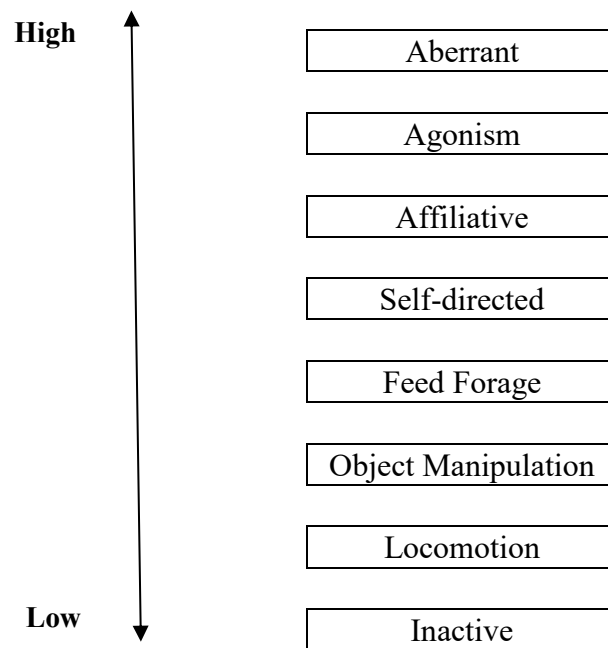 High
Aberrant
Agonism
Affiliative
Self-directed
Feed Forage
Object Manipulation
Locomotion
Low
Inactive